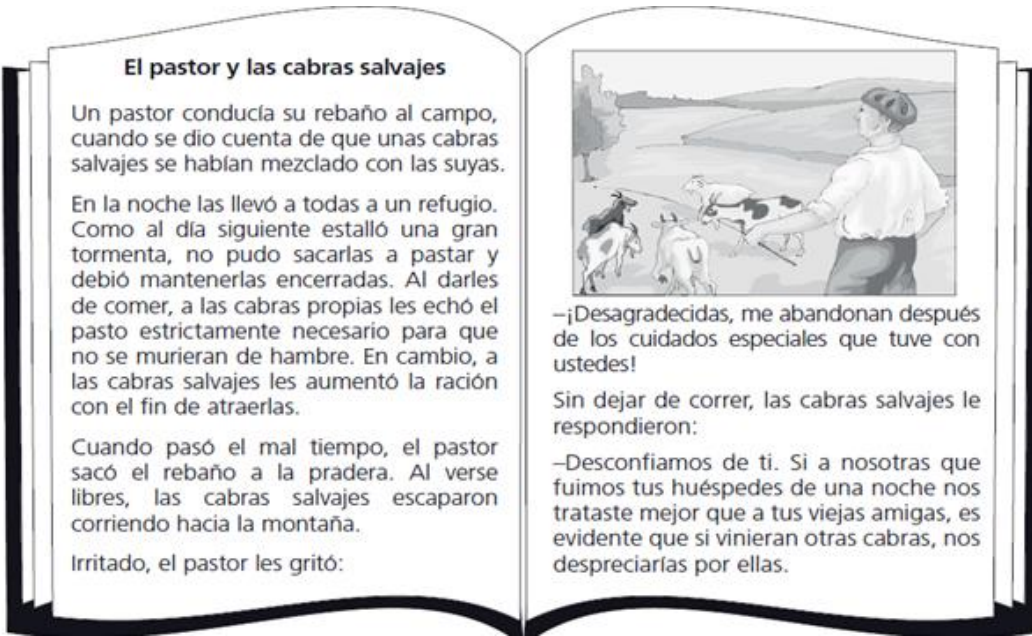 El pastor y las cabras salvajes
Un pastor conducía su rebaño al campo,
cuando se dio cuenta de que unas cabras
salvajes se habían mezclado con las suyas.
En la noche las llevó a todas a un refugio.
Como al día siguiente estalló una gran
tormenta, no pudo sacarlas a pastar y
debió mantenerlas encerradas. Al darles
de comer, a las cabras propias les echó el
pasto estrictamente necesario para que
no se murieran de hambre. En cambio, a
las cabras salvajes les aumentó la ración
con el fin de atraerlas.
Cuando pasó el mal tiempo, el pastor
sacó el rebaño a la pradera. Al verse
libres, las cabras salvajes escaparon
corriendo hacia la montaña.
Irritado, el pastor les gritó:
–¡Desagradecidas, me abandonan después
de los cuidados especiales que tuve con
ustedes!
Sin dejar de correr, las cabras salvajes le
respondieron:
–Desconfiamos de ti. Si a nosotras que
fuimos tus huéspedes de una noche nos
trataste mejor que a tus viejas amigas, es
evidente que si vinieran otras cabras, nos
despreciarías por ellas.